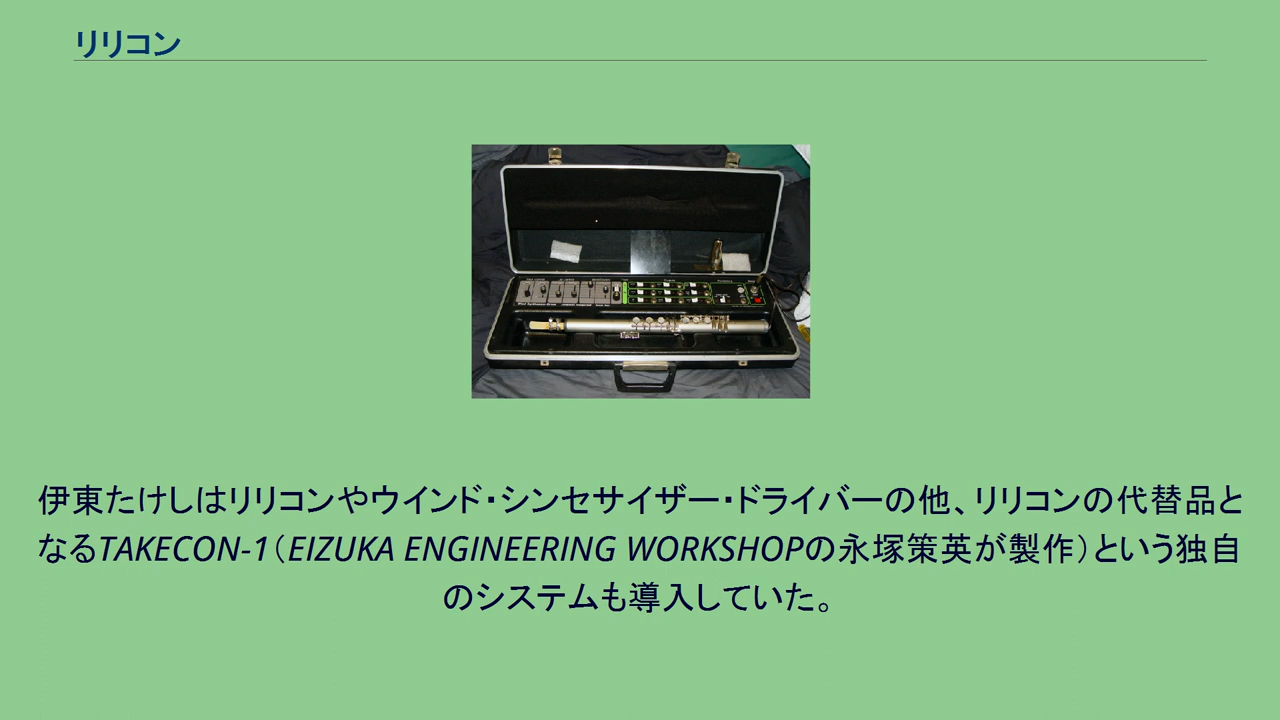 リリコン
伊東たけしはリリコンやウインド・シンセサイザー・ドライバーの他、リリコンの代替品と
なるTAKECON-1（EIZUKA ENGINEERING WORKSHOPの永塚策英が製作）という独自
のシステムも導入していた。